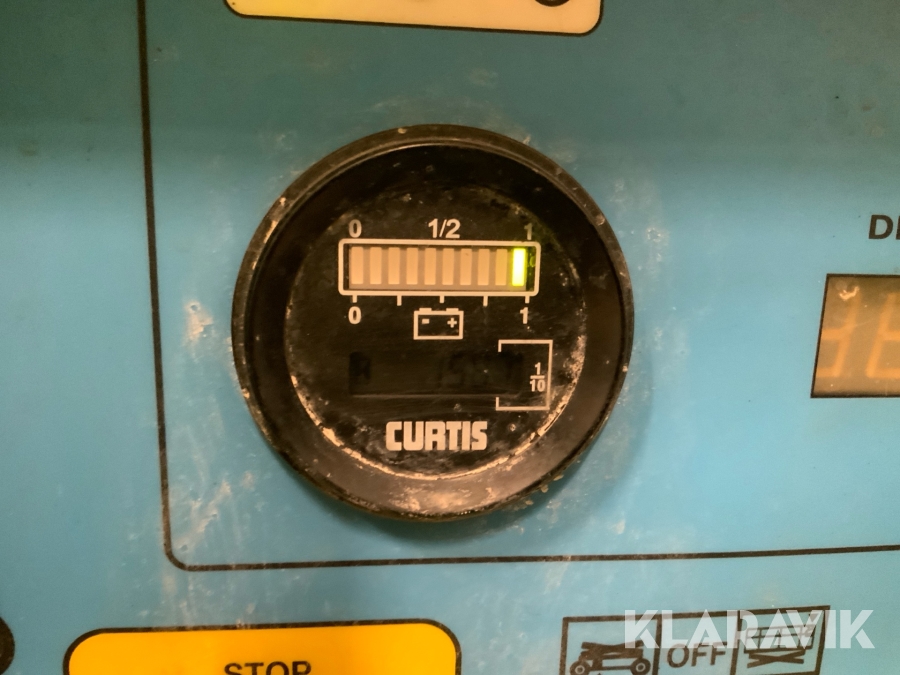 0 1/2 1
0 1
- +
1/10
CURTIS
STOP
OFF
KLARAVIK